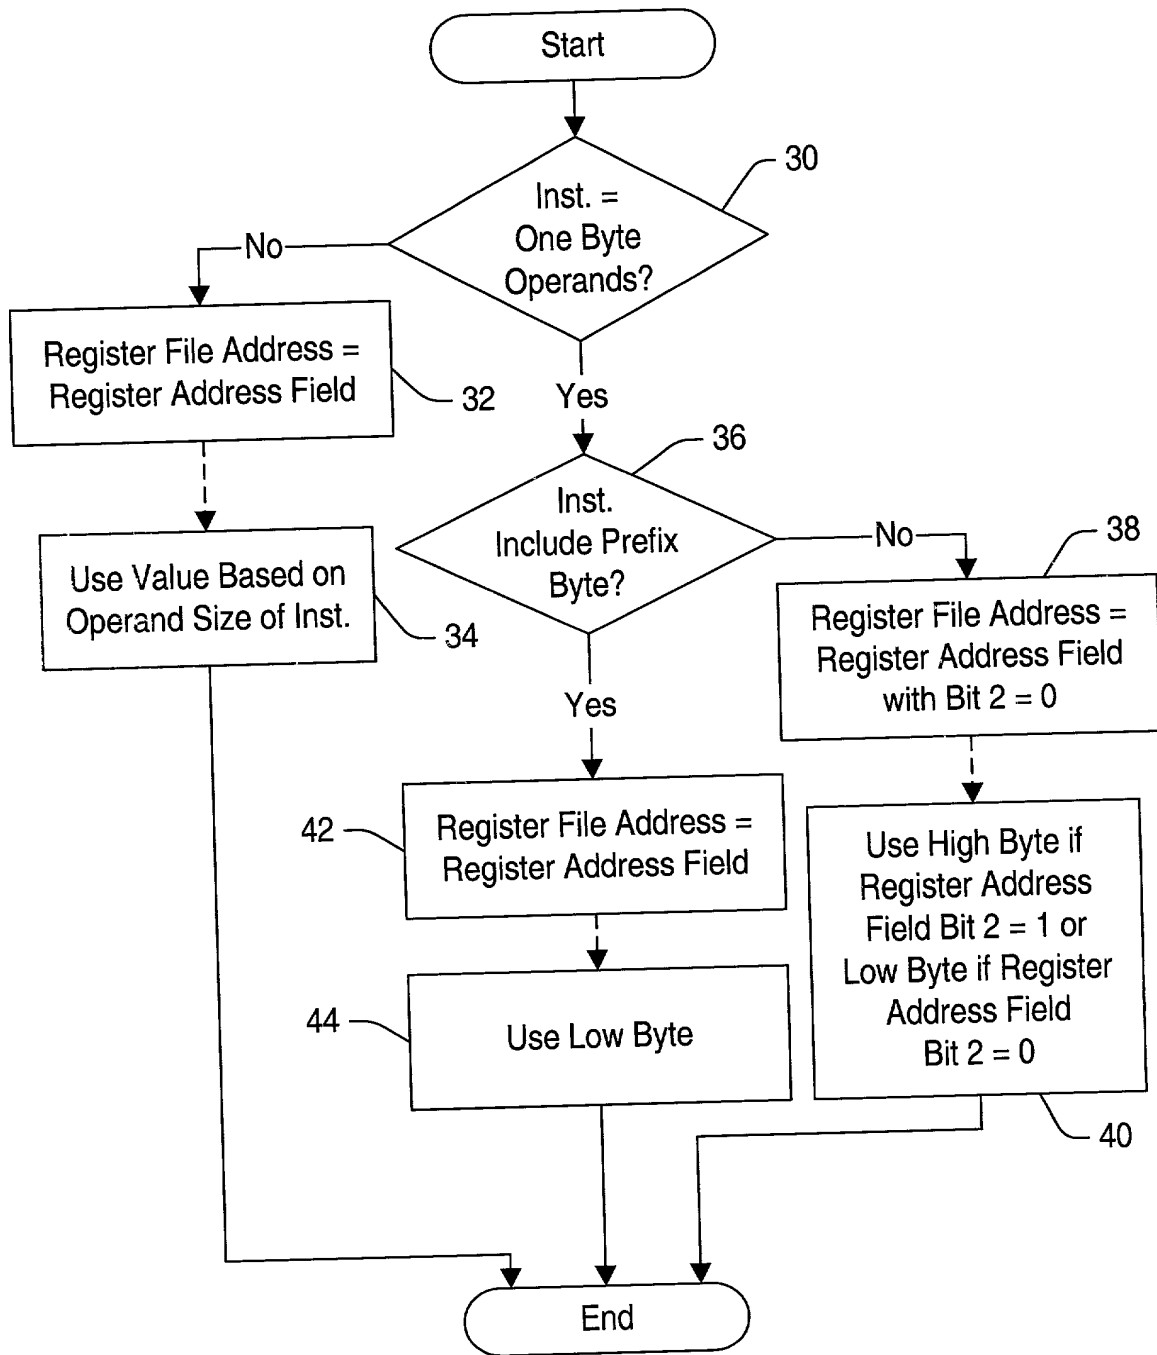 Start
30
Inst. =
One Byte
Operands?
No
Register File Address =
Register Address Field
32
Yes
36
Inst.
Include Prefix
Byte?
No
38
Use Value Based on
Operand Size of Inst.
34
Register File Address =
Register Address Field
with Bit 2 = 0
Yes
42
Register File Address =
Register Address Field
Use High Byte if
Register Address
Field Bit 2 = 1 or
Low Byte if Register
Address Field
Bit 2 = 0
44
Use Low Byte
40
End